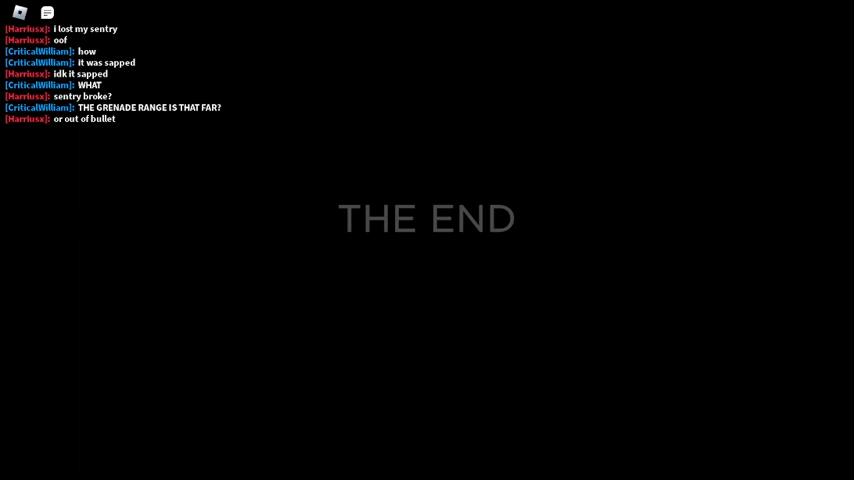 [Harriusx]: i lost my sentry
[Harriusx]: oof
[CriticalWilliam]: how
[CriticalWilliam]: it was sapped
[Harriusx]: idk it sapped
[CriticalWilliam]: WHAT
[Harriusx]: sentry broke?
[CriticalWilliam]: THE GRENADE RANGE IS THAT FAR?
[Harriusx]: or out of bullet
THE END